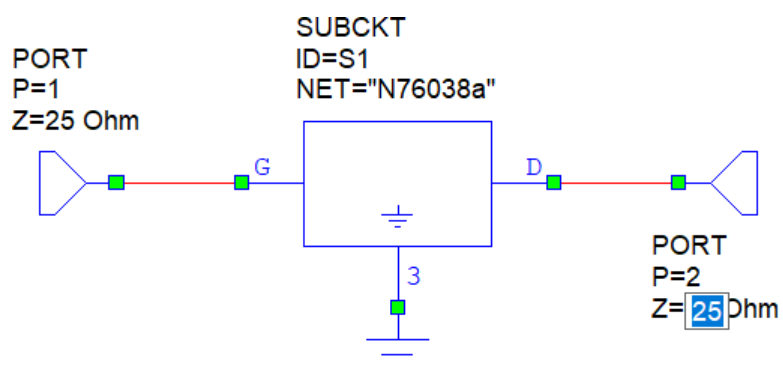 SUBCKT
ID=S1
NET="N76038a"
PORT
P=1
Z=25 Ohm
G
D
3
PORT
P=2
Z=25 Ohm